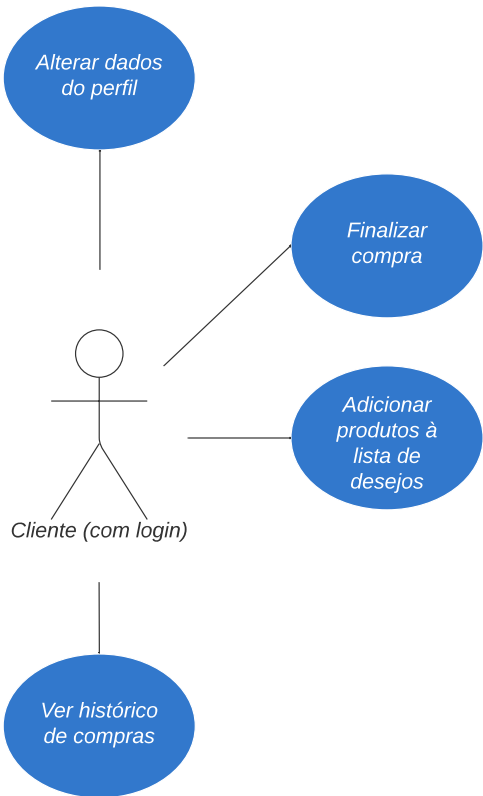 Alterar dados
do perfil
Finalizar
compra
Adicionar
produtos à
lista de
desejos
Cliente (com login)
Ver histórico
de compras